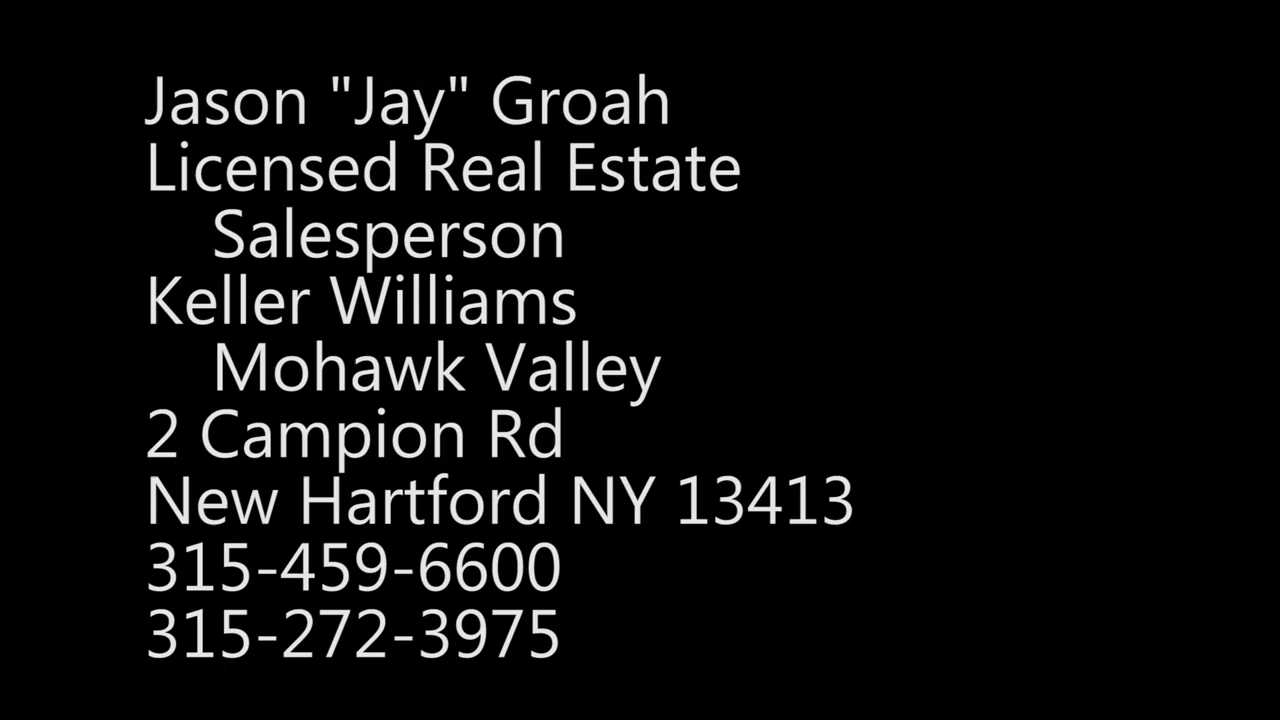 Jason "Jay" Groah
Licensed Real Estate
Salesperson
Keller Williams
Mohawk Valley
2 Campion Rd
New Hartford NY 13413
315-459-6600
315-272-3975